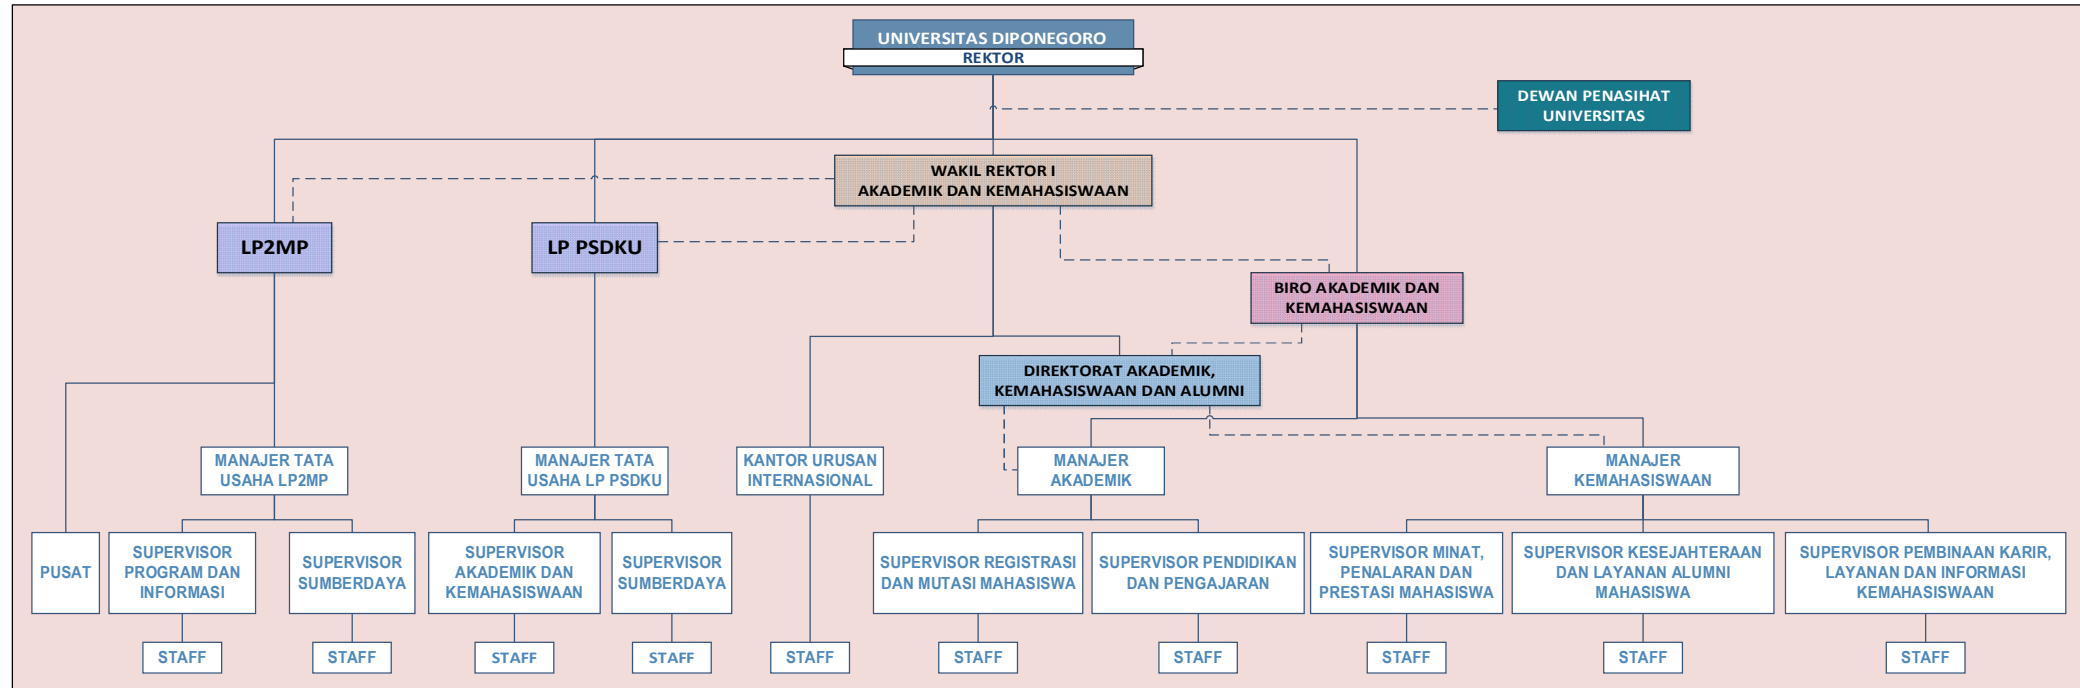 UNIVERSITAS DIPONEGORO
REKTOR
DEWAN PENASIHAT
UNIVERSITAS
WAKIL REKTOR I
AKADEMIK DAN KEMAHASISWAAN
LP2MP
LP PSDKU
BIRO AKADEMIK DAN
KEMAHASISWAAN
DIREKTORAT AKADEMIK,
KEMAHASISWAAN DAN ALUMNI
MANAJER TATA
USAHA LP2MP
MANAJER TATA
USAHA LP PSDKU
KANTOR URUSAN
INTERNASIONAL
MANAJER
AKADEMIK
MANAJER
KEMAHASISWAAN
PUSAT
SUPERVISOR
PROGRAM DAN
INFORMASI
SUPERVISOR
SUMBERDAYA
SUPERVISOR
AKADEMIK DAN
KEMAHASISWAAN
SUPERVISOR
SUMBERDAYA
SUPERVISOR REGISTRASI
DAN MUTASI MAHASISWA
SUPERVISOR PENDIDIKAN
DAN PENGAJARAN
SUPERVISOR MINAT,
PENALARAN DAN
PRESTASI MAHASISWA
SUPERVISOR KESEJAHTERAAN
DAN LAYANAN ALUMNI
MAHASISWA
SUPERVISOR PEMBINAAN KARIR,
LAYANAN DAN INFORMASI
KEMAHASISWAAN
STAFF
STAFF
STAFF
STAFF
STAFF
STAFF
STAFF
STAFF
STAFF
STAFF